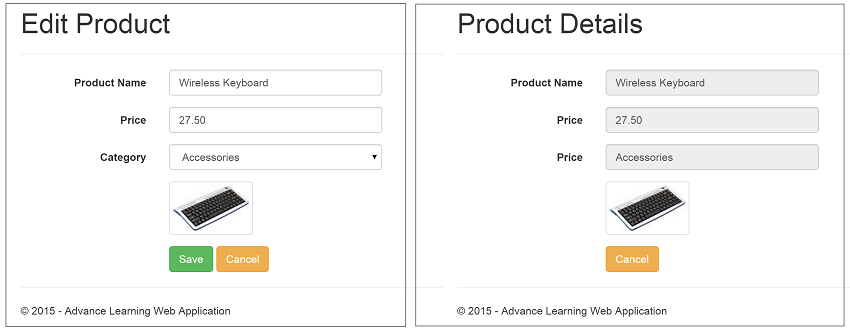 Edit Product
Product Name Wireless Keyboard
Price 27.50
Category Accessories
Save Cancel
© 2015 - Advance Learning Web Application
Product Details
Product Name Wireless Keyboard
Price 27.50
Price Accessories
Cancel
© 2015 - Advance Learning Web Application